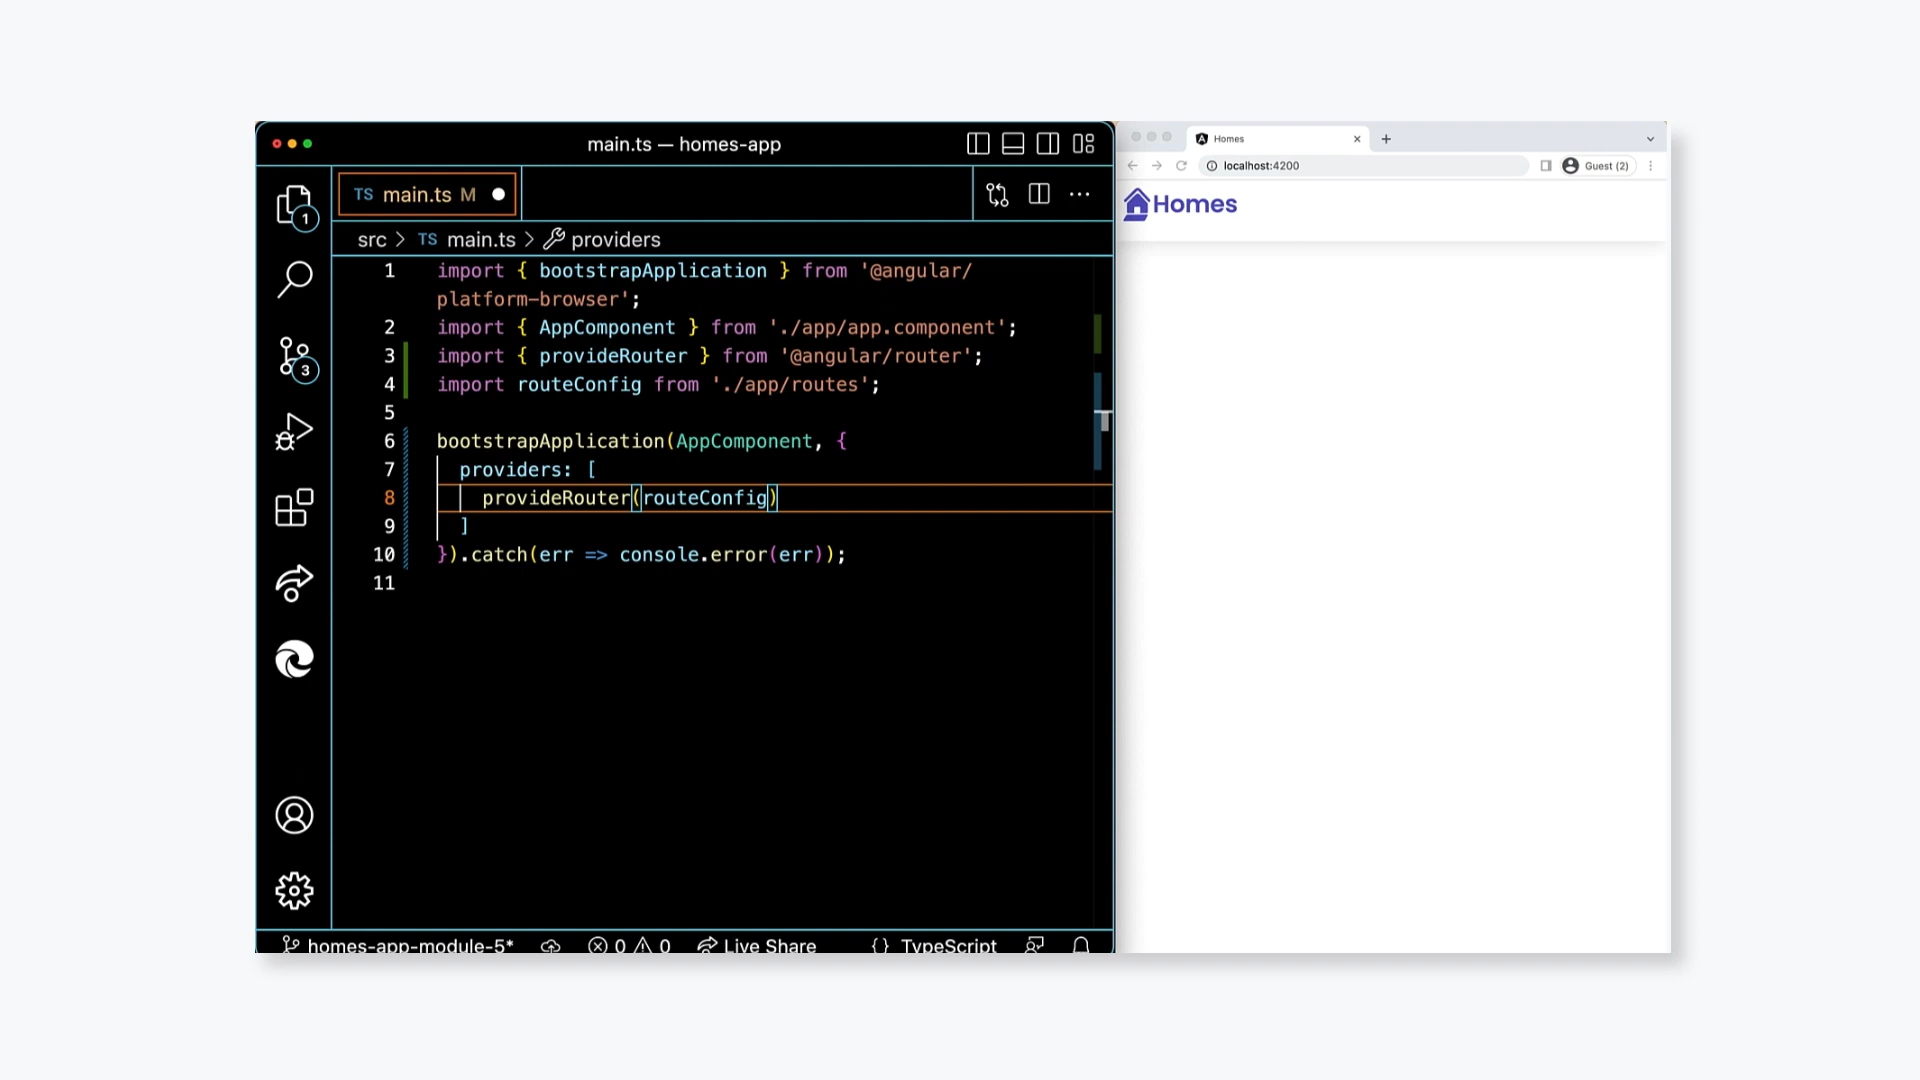 main.ts — homes-app
TS main.ts M
src > TS main.ts > providers
1
3
1 import { bootstrapApplication } from '@angular/
platform-browser';
2 import { AppComponent } from './app/app.component';
3 import { provideRouter } from '@angular/router';
4 import routeConfig from './app/routes';
5
6 bootstrapApplication(AppComponent, {
7 providers: [
8 provideRouter(routeConfig)
9 ]
10 }).catch(err => console.error(err));
11
homes-app-module-5* 0 0 Live Share {} TypeScript
Homes
localhost:4200 Guest (2)
Homes